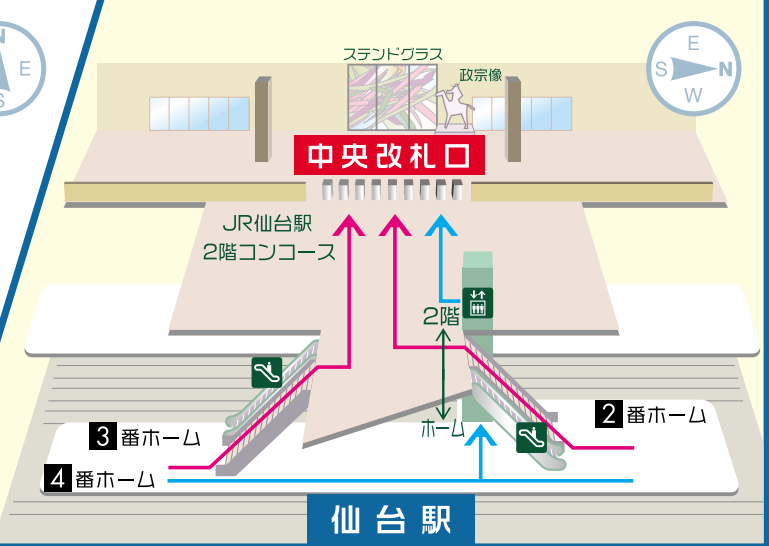 N
E
S
E
S
N
W
ステンドグラス
政宗像
中央改札口
JR仙台駅
2階コンコース
2階
ホーム
2番ホーム
3番ホーム
4番ホーム
仙台駅